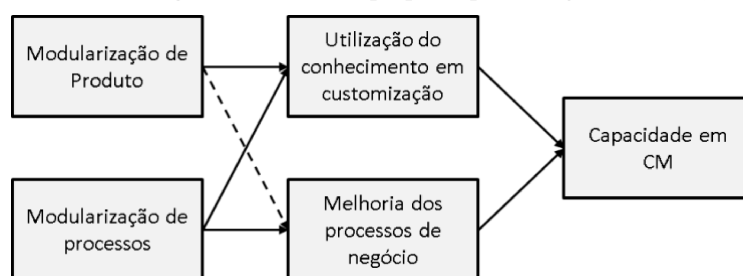 Modularização de
Produto
Utilização do
conhecimento em
customização
Capacidade em
CM
Modularização de
processos
Melhoria dos
processos de
negócio